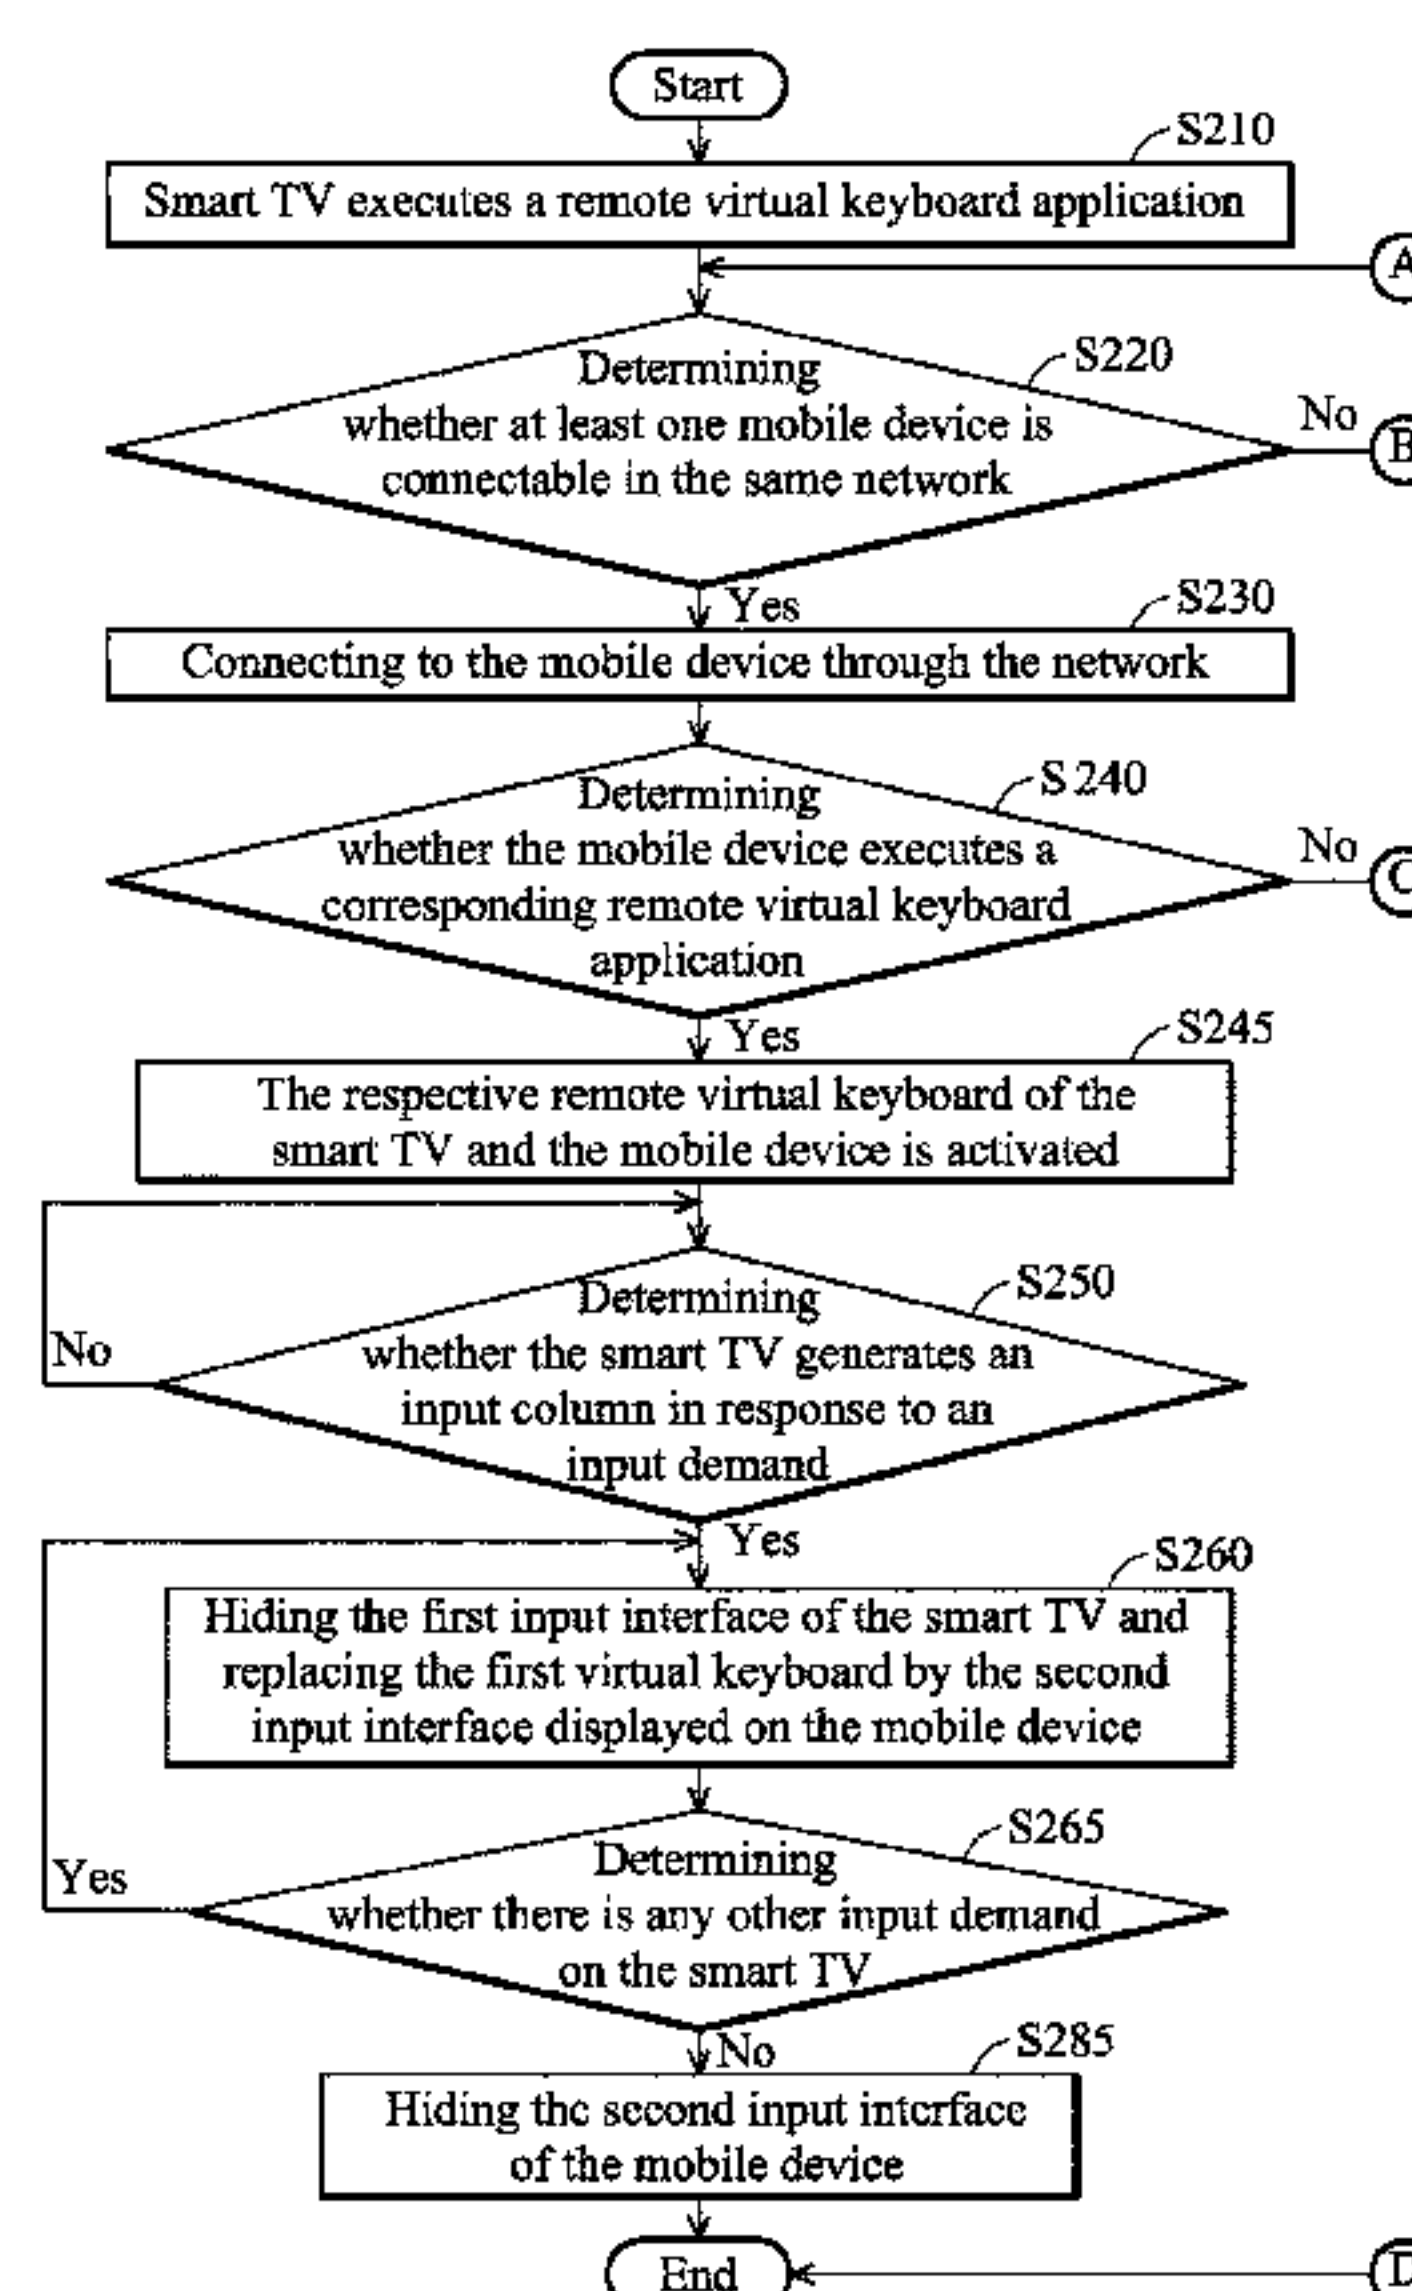 Start
S210
Smart TV executes a remote virtual keyboard application
A
S220
Determining
whether at least one mobile device is
connectable in the same network
No
B
Yes
S230
Connecting to the mobile device through the network
S240
Determining
whether the mobile device executes a
corresponding remote virtual keyboard
application
No
C
Yes
S245
The respective remote virtual keyboard of the
smart TV and the mobile device is activated
S250
Determining
whether the smart TV generates an
input column in response to an
input demand
No
Yes
S260
Hiding the first input interface of the smart TV and
replacing the first virtual keyboard by the second
input interface displayed on the mobile device
S265
Determining
whether there is any other input demand
on the smart TV
Yes
No
S285
Hiding the second input interface
of the mobile device
End
D